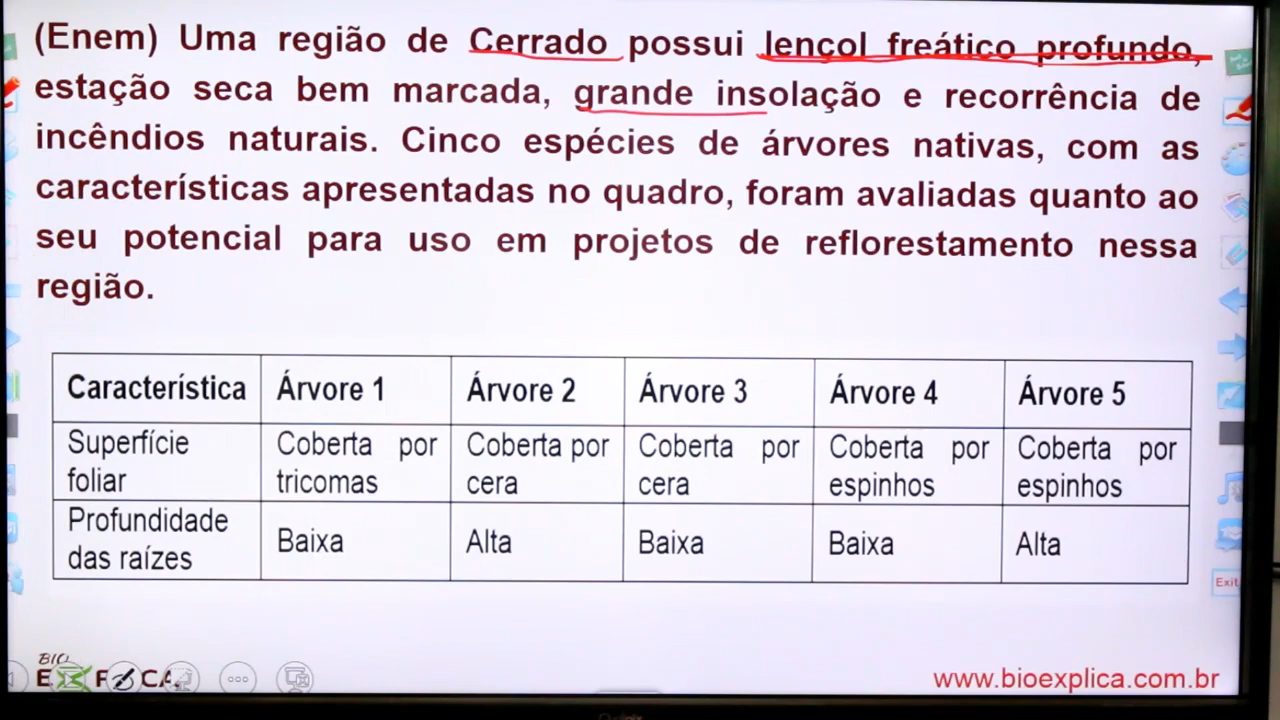 (Enem) Uma região de Cerrado possui lençol freático profundo,
estação seca bem marcada, grande insolação e recorrência de
incêndios naturais. Cinco espécies de árvores nativas, com as
características apresentadas no quadro, foram avaliadas quanto ao
seu potencial para uso em projetos de reflorestamento nessa
região.
Característica Árvore 1 Árvore 2 Árvore 3 Árvore 4 Árvore 5
Superfície Coberta por Coberta por Coberta por Coberta por Coberta por
foliar tricomas cera cera espinhos espinhos
Profundidade
das raízes Baixa Alta Baixa Baixa Alta
Exit
BIO
www.bioexplica.com.br